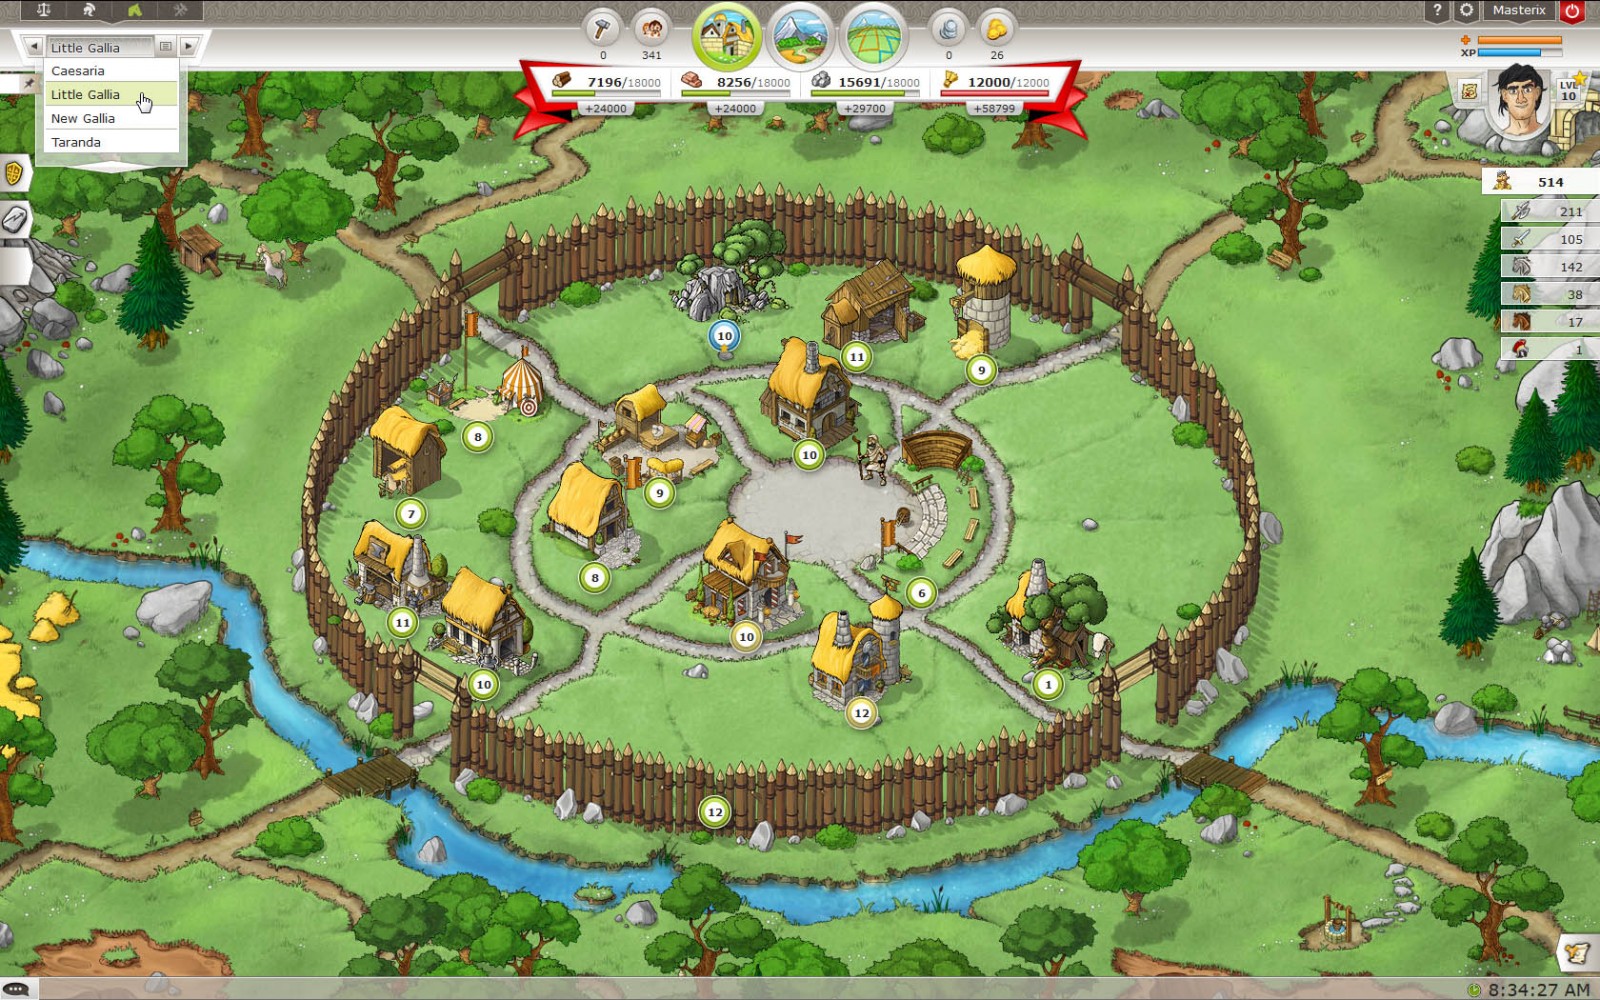 ? Masterix
Little Gallia
Caesaria
Little Gallia
New Gallia
Taranda
0 341 0 26
XP
7196/18000 8256/18000 15691/18000 12000/12000
+24000 +24000 +29700 +58799
LVL
10
514
211
105
142
38
17
1
10
11
9
10
8
9
7
8
6
11
10
10
1
12
12
8:34:27 AM